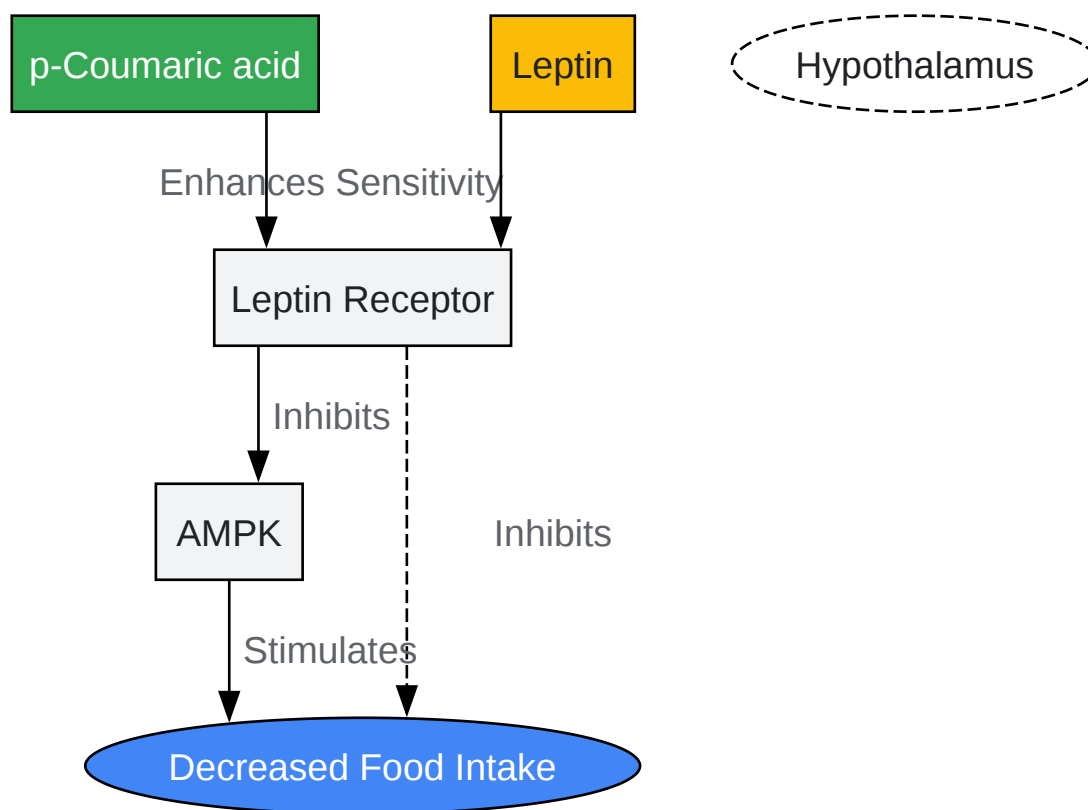 p-Coumaric acid
Leptin
Hypothalamus
Enhances Sensitivity
Leptin Receptor
Inhibits
AMPK
Inhibits
Stimulates
Decreased Food Intake